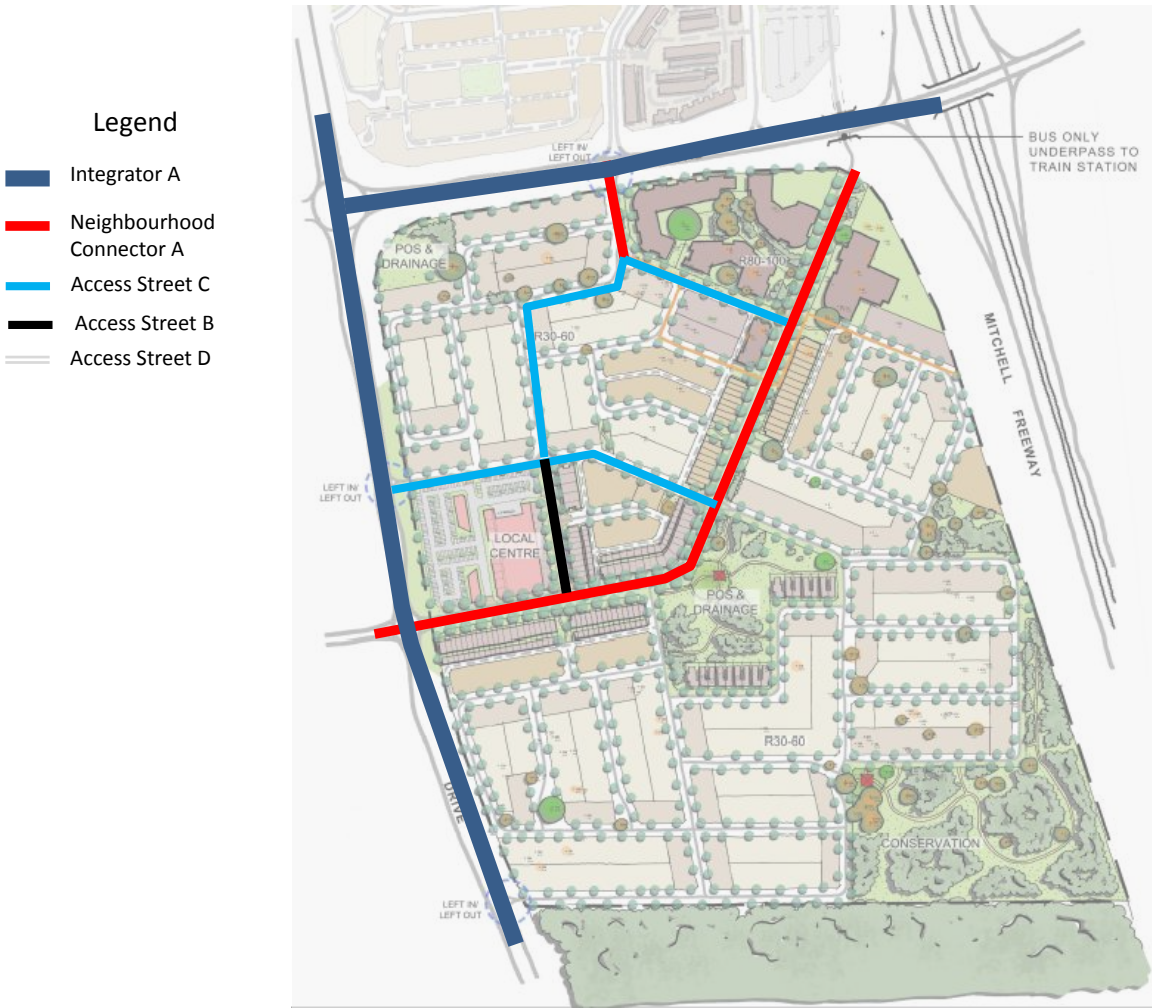 Legend
Integrator A
Neighbourhood
Connector A
Access Street C
Access Street B
Access Street D
LEFT IN/
LEFT OUT
BUS ONLY
UNDERPASS TO
TRAIN STATION
POS &
DRAINAGE
R80-100
R30-60
MITCHELL FREEWAY
LEFT IN/
LEFT OUT
LOCAL
CENTRE
POS &
DRAINAGE
R30-60
DRIVE
CONSERVATION
LEFT IN/
LEFT OUT